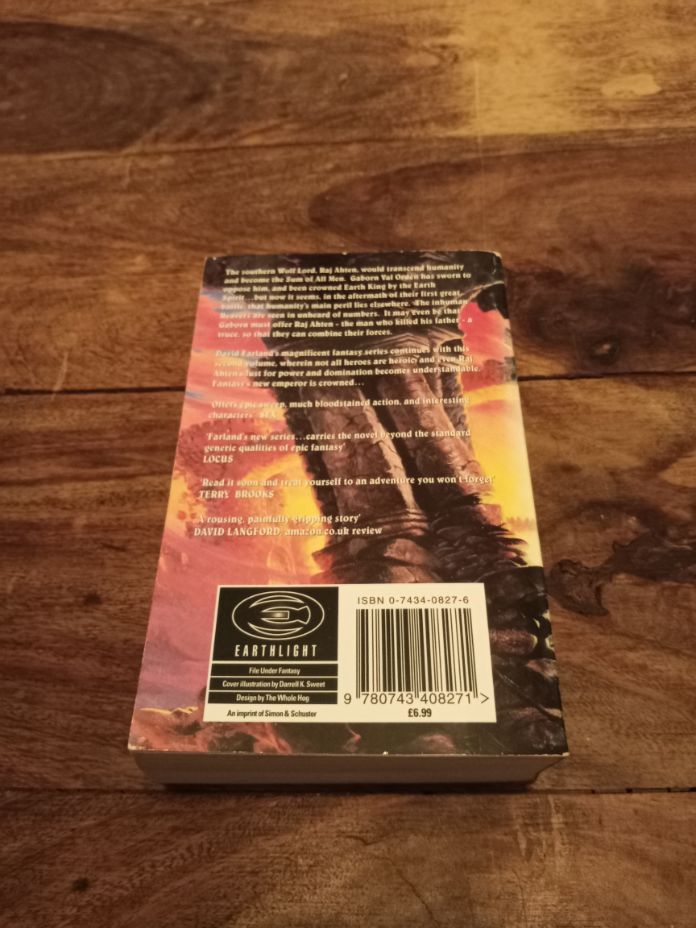 The southern Wolf Lord, Raj Ahten, would transcend humanity
and become the Sum of All Men. Gaborn Val Orden has sworn to
oppose him, and been crowned Earth King by the Earth
Spirit...but now it seems, in the aftermath of their first great
battle, that humanity's main peril lies elsewhere. The inhuman
Reavers are seen in unheard of numbers. It may even be that
Gaborn must offer Raj Ahten - the man who killed his father - a
truce, so that they can combine their forces.
David Farland's magnificent fantasy series continues with this
second volume, wherein not all heroes are heroic and even Raj
Ahten's lust for power and domination becomes understandable.
Fantasy's new emperor is crowned...
'Offers epic sweep, much bloodstained action, and interesting
characters' SFX
'Farland's new series...carries the novel beyond the standard
generic qualities of epic fantasy'
LOCUS
'Read it soon and treat yourself to an adventure you won't forget'
TERRY BROOKS
'A rousing, painfully gripping story'
DAVID LANGFORD, amazon.co.uk review
EARTHLIGHT
File Under Fantasy
Cover illustration by Darrell K. Sweet
Design by The Whole Hog
An imprint of Simon & Schuster
ISBN 0-7434-0827-6
9 780743 408271 >
£6.99